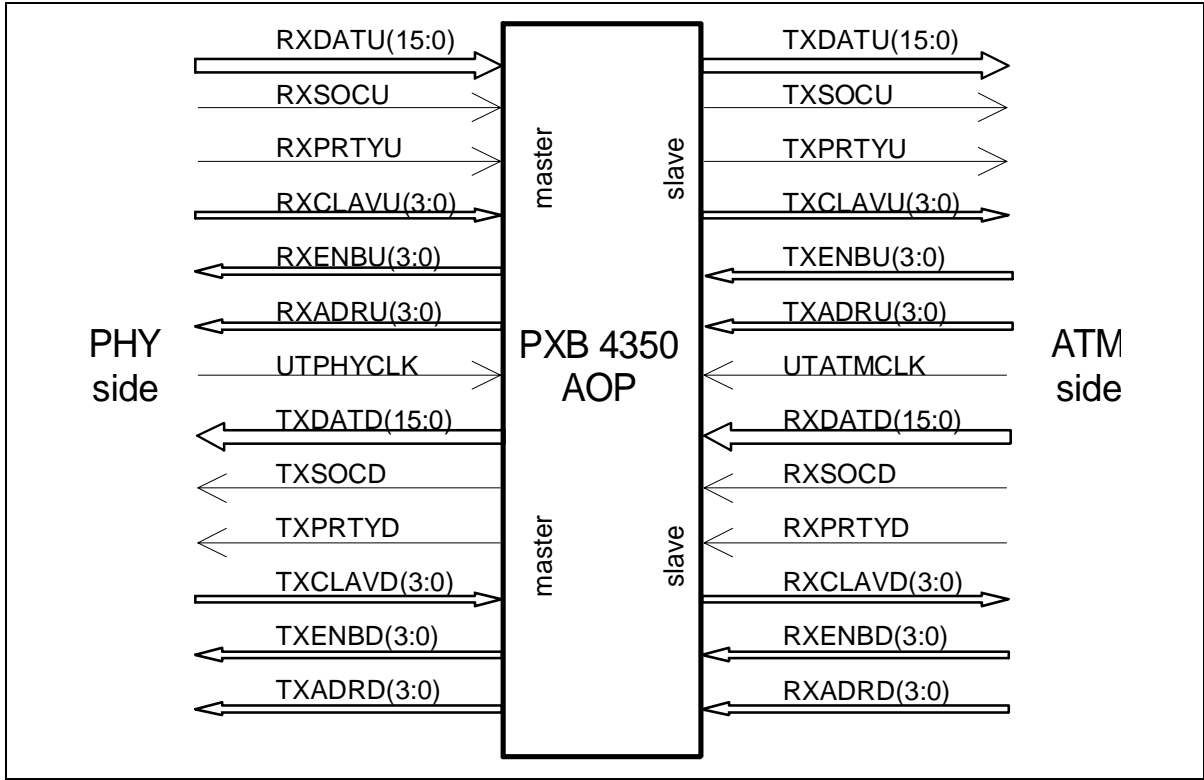 RXDATU(15:0)
RXSOCU
RXPRTYU
RXCLAVU(3:0)
RXENBU(3:0)
RXADRU(3:0)
UTPHYCLK
TXDATD(15:0)
TXSOCD
TXPRTYD
TXCLAVD(3:0)
TXENBD(3:0)
TXADRD(3:0)
PHY
side
master
slave
PXB 4350
AOP
master
slave
TXDATU(15:0)
TXSOCU
TXPRTYU
TXCLAVU(3:0)
TXENBU(3:0)
TXADRU(3:0)
UTATMCLK
RXDATD(15:0)
RXSOCD
RXPRTYD
RXCLAVD(3:0)
RXENBD(3:0)
RXADRD(3:0)
ATM
side